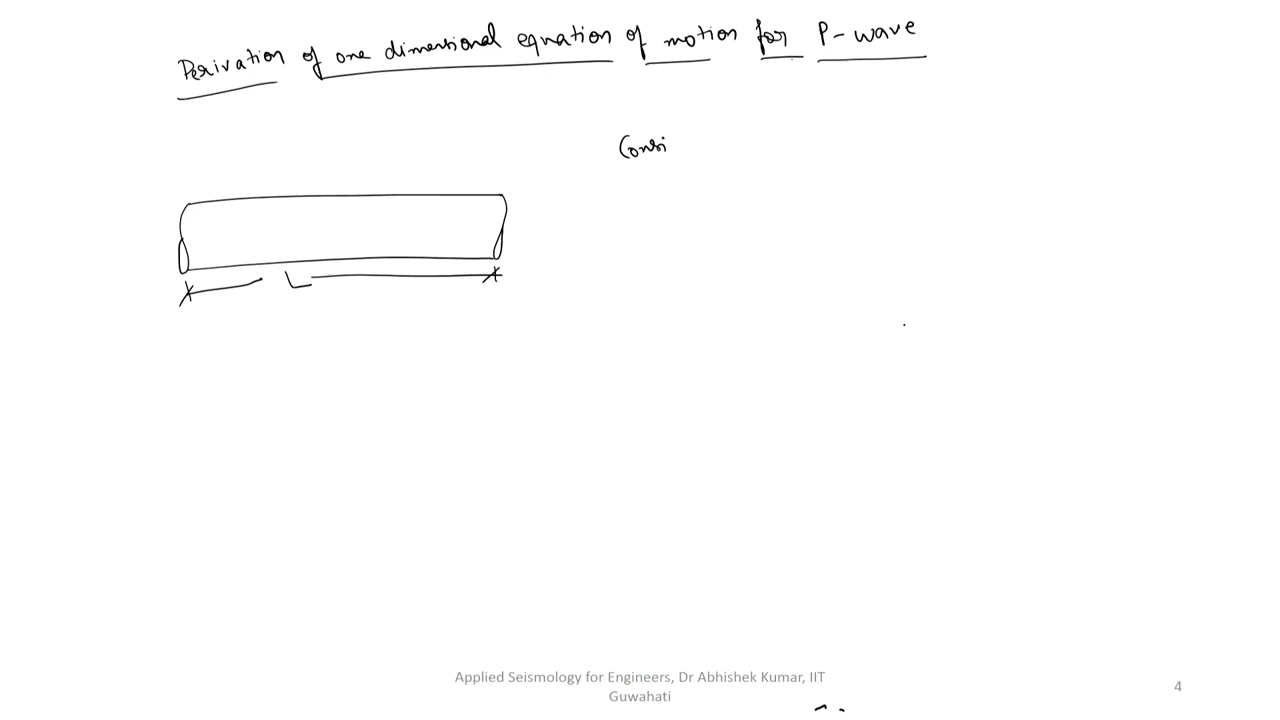 Derivation of one dimensional equation of motion for P-wave
Consi
L
Applied Seismology for Engineers, Dr Abhishek Kumar, IIT
Guwahati
4